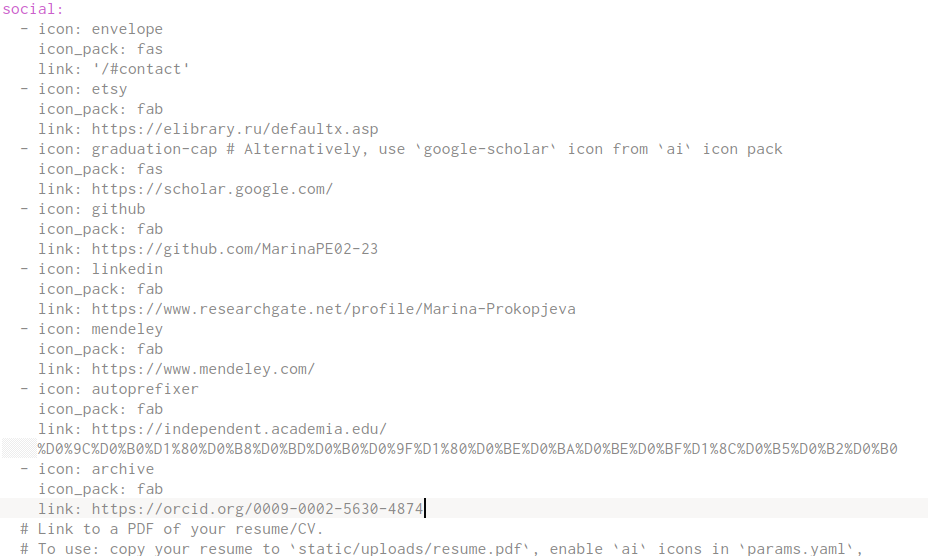 social:
  - icon: envelope
    icon_pack: fas
    link: '/#contact'
  - icon: etsy
    icon_pack: fab
    link: https://elibrary.ru/defaultx.asp
  - icon: graduation-cap # Alternatively, use `google-scholar` icon from `ai` icon pack
    icon_pack: fas
    link: https://scholar.google.com/
  - icon: github
    icon_pack: fab
    link: https://github.com/MarinaPE02-23
  - icon: linkedin
    icon_pack: fab
    link: https://www.researchgate.net/profile/Marina-Prokopjeva
  - icon: mendeley
    icon_pack: fab
    link: https://www.mendeley.com/
  - icon: autoprefixer
    icon_pack: fab
    link: https://independent.academia.edu/
    %D0%9C%D0%B0%D1%80%D0%B8%D0%BD%D0%B0%D0%9F%D1%80%D0%BE%D0%BA%D0%BE%D0%BF%D1%8C%D0%B5%D0%B2%D0%B0
  - icon: archive
    icon_pack: fab
    link: https://orcid.org/0009-0002-5630-4874
  # Link to a PDF of your resume/CV.
  # To use: copy your resume to `static/uploads/resume.pdf`, enable `ai` icons in `params.yaml`,